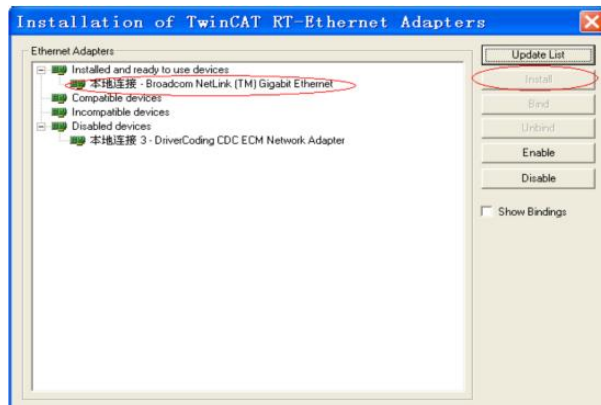 Installation of TwinCAT RT-Ethernet Adapters
Ethernet Adapters
Installed and ready to use devices
本地连接 - Broadcom NetLink (TM) Gigabit Ethernet
Compatible devices
Incompatible devices
Disabled devices
本地连接 3 - DriverCoding CDC ECM Network Adapter
Update List
Install
Bind
Unbind
Enable
Disable
Show Bindings